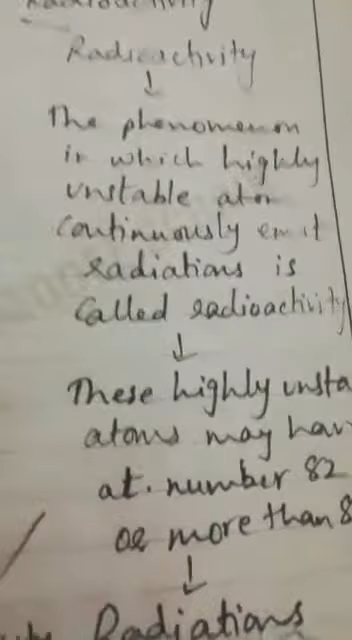 Radioactivity
Radioactivity
↓
The phenomenon
in which highly
unstable atom
continuously emit
radiations is
called radioactivity
↓
These highly unsta
atoms may hav
at. number 82
or more than 8
↓
Radiations